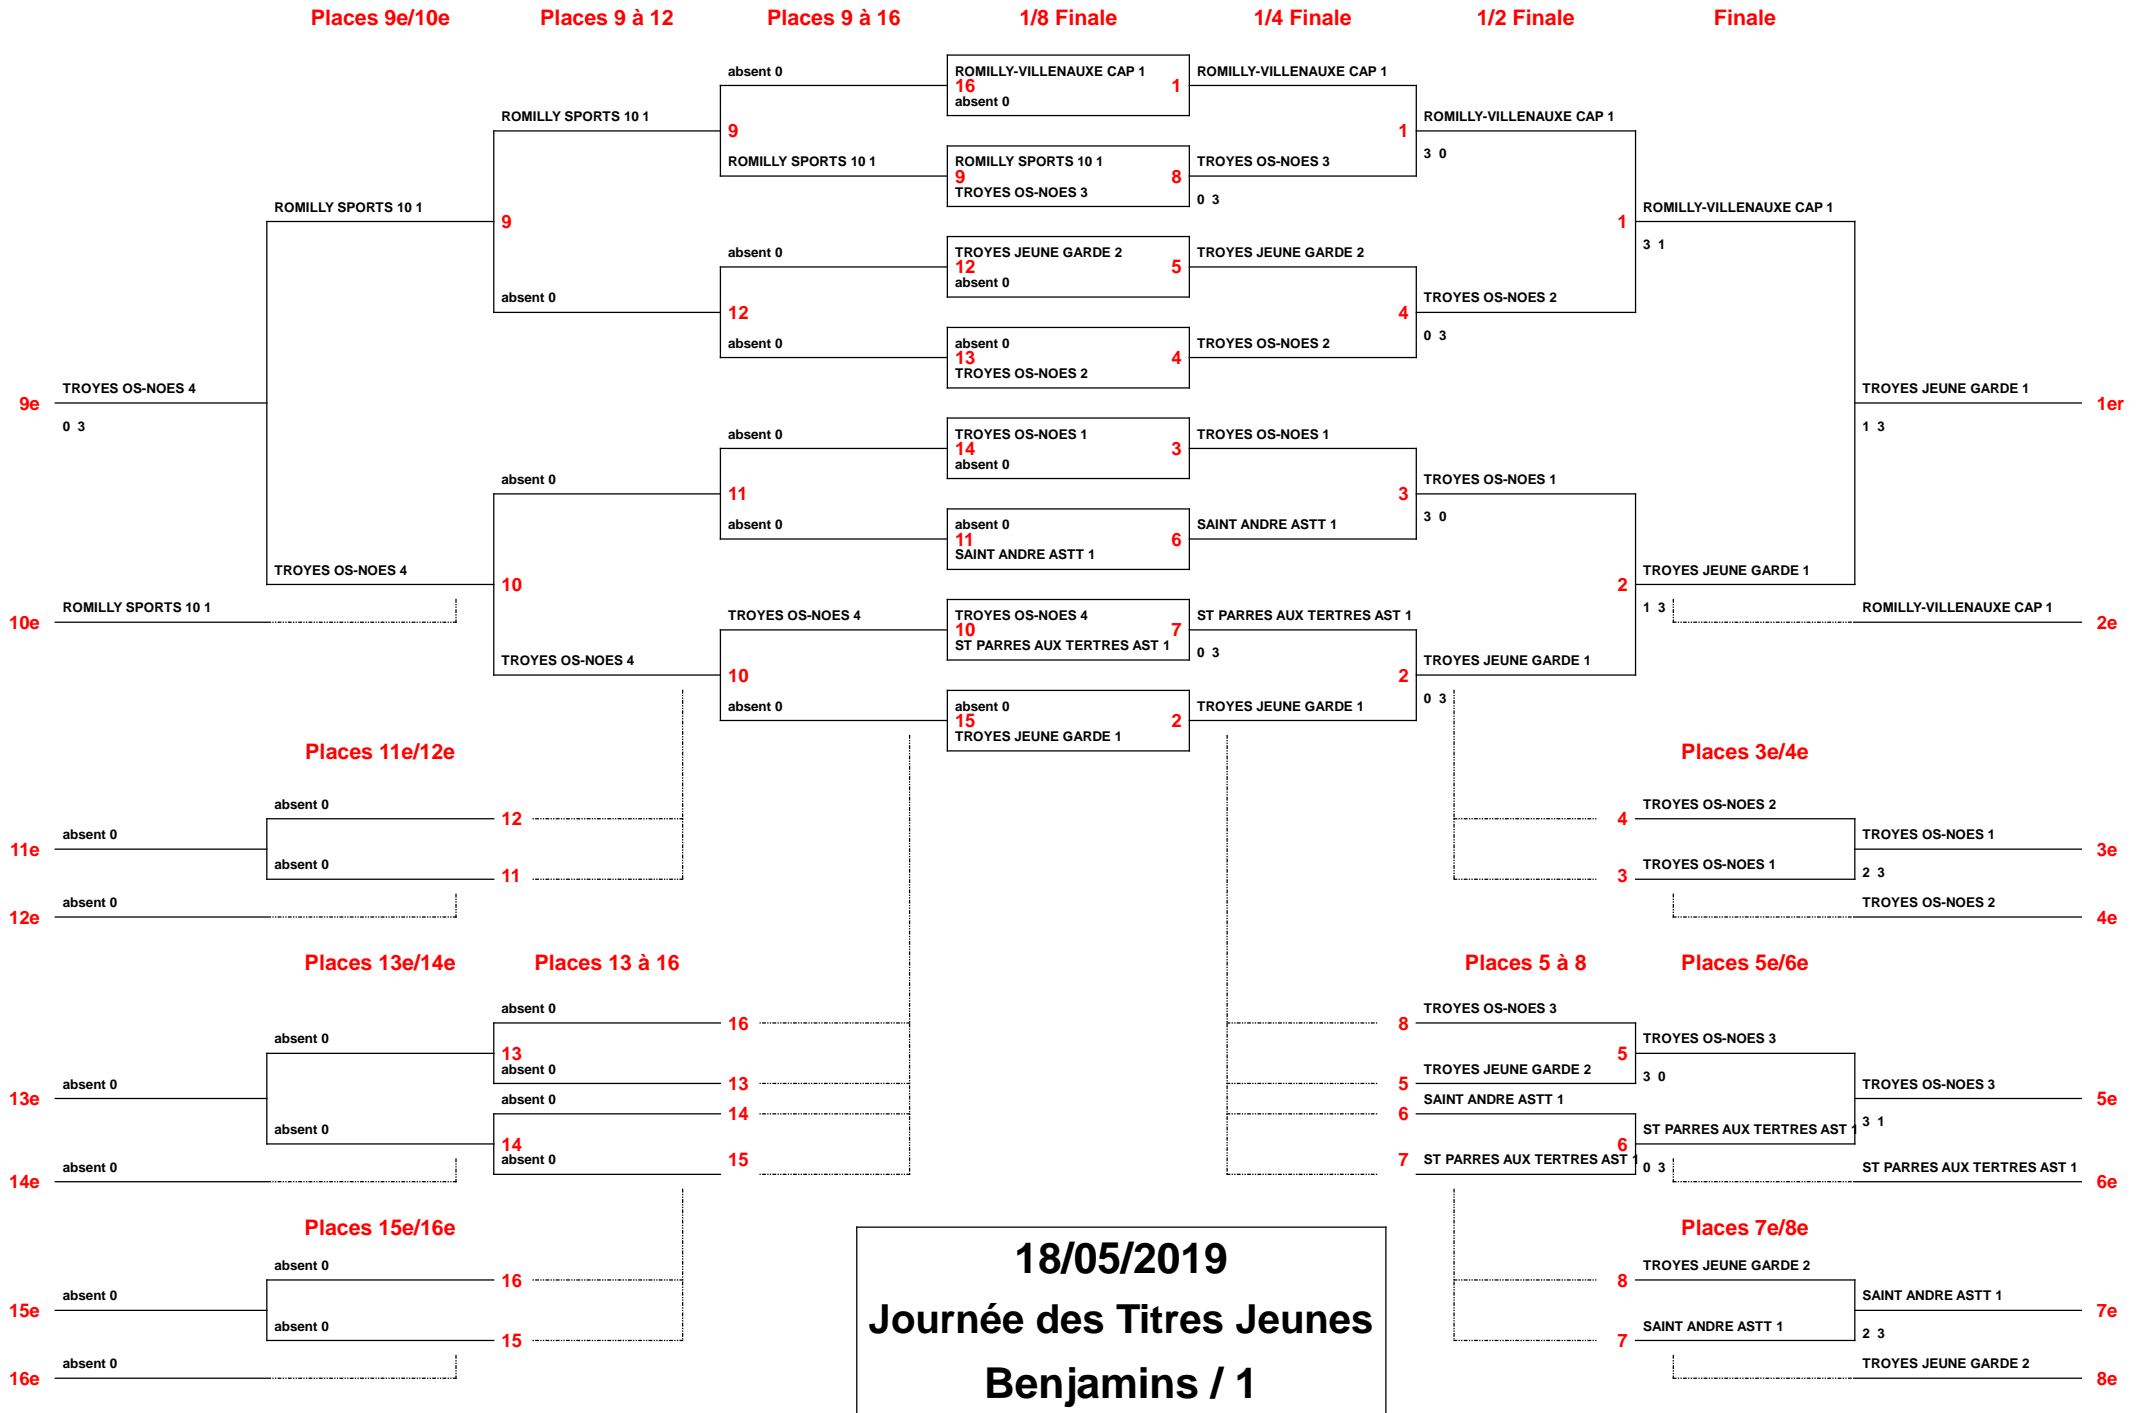 Places 9e/10e Places 9 à 12 Places 9 à 16 1/8 Finale 1/4 Finale 1/2 Finale Finale
absent 0 ROMILLY-VILLENAUXE CAP 1 ROMILLY-VILLENAUXE CAP 1
16 1
absent 0
ROMILLY SPORTS 10 1 ROMILLY-VILLENAUXE CAP 1
9 1
3 0
ROMILLY SPORTS 10 1 ROMILLY SPORTS 10 1 TROYES OS-NOES 3
9 8
TROYES OS-NOES 3 0 3
ROMILLY SPORTS 10 1 ROMILLY-VILLENAUXE CAP 1
9 1
3 1
absent 0 TROYES JEUNE GARDE 2 TROYES JEUNE GARDE 2
12 5
absent 0
absent 0 TROYES OS-NOES 2
12 4
0 3
absent 0 absent 0 TROYES OS-NOES 2
13 4
TROYES OS-NOES 2
TROYES OS-NOES 4 TROYES JEUNE GARDE 1
9e 1er
0 3 1 3
absent 0 TROYES OS-NOES 1 TROYES OS-NOES 1
14 3
absent 0
absent 0 TROYES OS-NOES 1
11 3
3 0
absent 0 absent 0 SAINT ANDRE ASTT 1
11 6
SAINT ANDRE ASTT 1
TROYES OS-NOES 4 TROYES JEUNE GARDE 1
10 2
1 3
ROMILLY SPORTS 10 1 ROMILLY-VILLENAUXE CAP 1
10e 2e
TROYES OS-NOES 4 TROYES OS-NOES 4 ST PARRES AUX TERTRES AST 1
10 7
ST PARRES AUX TERTRES AST 1 0 3
TROYES OS-NOES 4 TROYES JEUNE GARDE 1
10 2
0 3
absent 0 absent 0 TROYES JEUNE GARDE 1
15 2
TROYES JEUNE GARDE 1
Places 11e/12e Places 3e/4e
absent 0 TROYES OS-NOES 2
12 4
absent 0 TROYES OS-NOES 1
11e 3e
absent 0 TROYES OS-NOES 1
11 3 2 3
absent 0 TROYES OS-NOES 2
12e 4e
Places 13e/14e Places 13 à 16 Places 5 à 8 Places 5e/6e
absent 0 TROYES OS-NOES 3
16 8
absent 0 TROYES OS-NOES 3
13 5
absent 0 TROYES JEUNE GARDE 2 3 0
13 5
absent 0 TROYES OS-NOES 3
13e 5e
absent 0 SAINT ANDRE ASTT 1
14 6
3 1
absent 0 ST PARRES AUX TERTRES AST 1
14 6
absent 0 15 7 ST PARRES AUX TERTRES AST 1 0 3
absent 0 ST PARRES AUX TERTRES AST 1
14e 6e
Places 15e/16e Places 7e/8e
absent 0 TROYES JEUNE GARDE 2
16 8
absent 0 SAINT ANDRE ASTT 1
15e 7e
absent 0 SAINT ANDRE ASTT 1
15 7 2 3
absent 0 TROYES JEUNE GARDE 2
16e 8e
18/05/2019
Journée des Titres Jeunes
Benjamins / 1